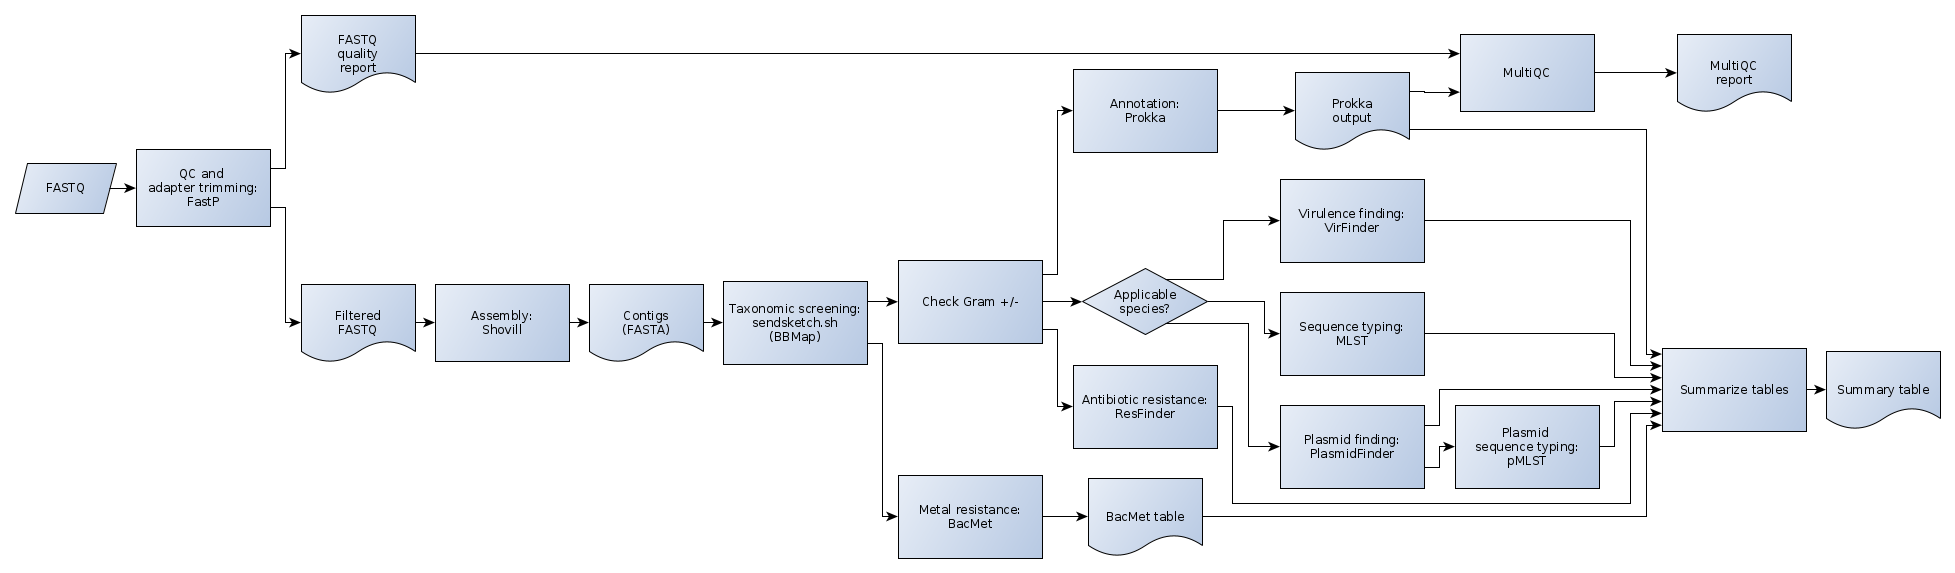 FASTQ
quality
report
MultiQC
MultiQC
report
Annotation:
Prokka
Prokka
output
FASTQ
QC and
adapter trimming:
FastP
Virulence finding:
VirFinder
Filtered
FASTQ
Assembly:
Shovill
Contigs
(FASTA)
Taxonomic screening:
sendsketch.sh
(BBMap)
Check Gram +/-
Applicable
species?
Sequence typing:
MLST
Antibiotic resistance:
ResFinder
Plasmid finding:
PlasmidFinder
Plasmid
sequence typing:
pMLST
Summarize tables
Summary table
Metal resistance:
BacMet
BacMet table